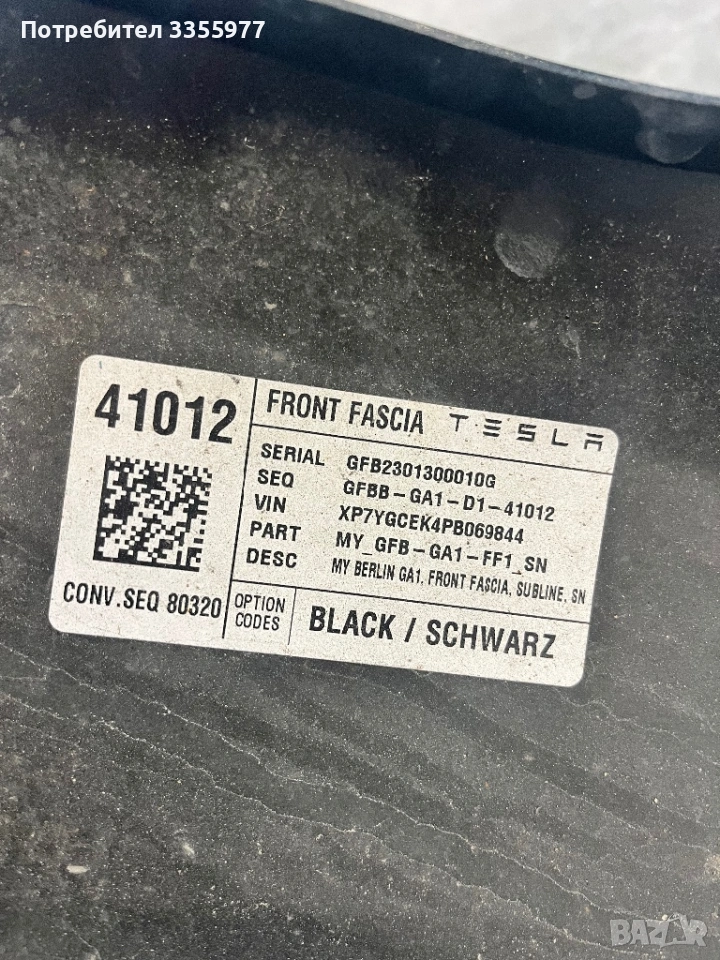 Потребител 3355977
41012
FRONT FASCIA TESLA
SERIAL GFB2301300010G
SEQ GFBB-GA1-D1-41012
VIN XP7YGCEK4PB069844
PART MY_GFB-GA1-FF1_SN
DESC MY BERLIN GA1, FRONT FASCIA, SUBLINE, SN
CONV.SEQ 80320
OPTION CODES BLACK / SCHWARZ
BAZAR